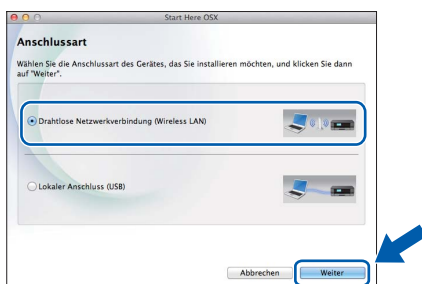 Start Here OSX
Anschlussart
Wählen Sie die Anschlussart des Gerätes, das Sie installieren möchten, und klicken Sie dann
auf "Weiter".
Drahtlose Netzwerkverbindung (Wireless LAN)
Lokaler Anschluss (USB)
Abbrechen
Weiter